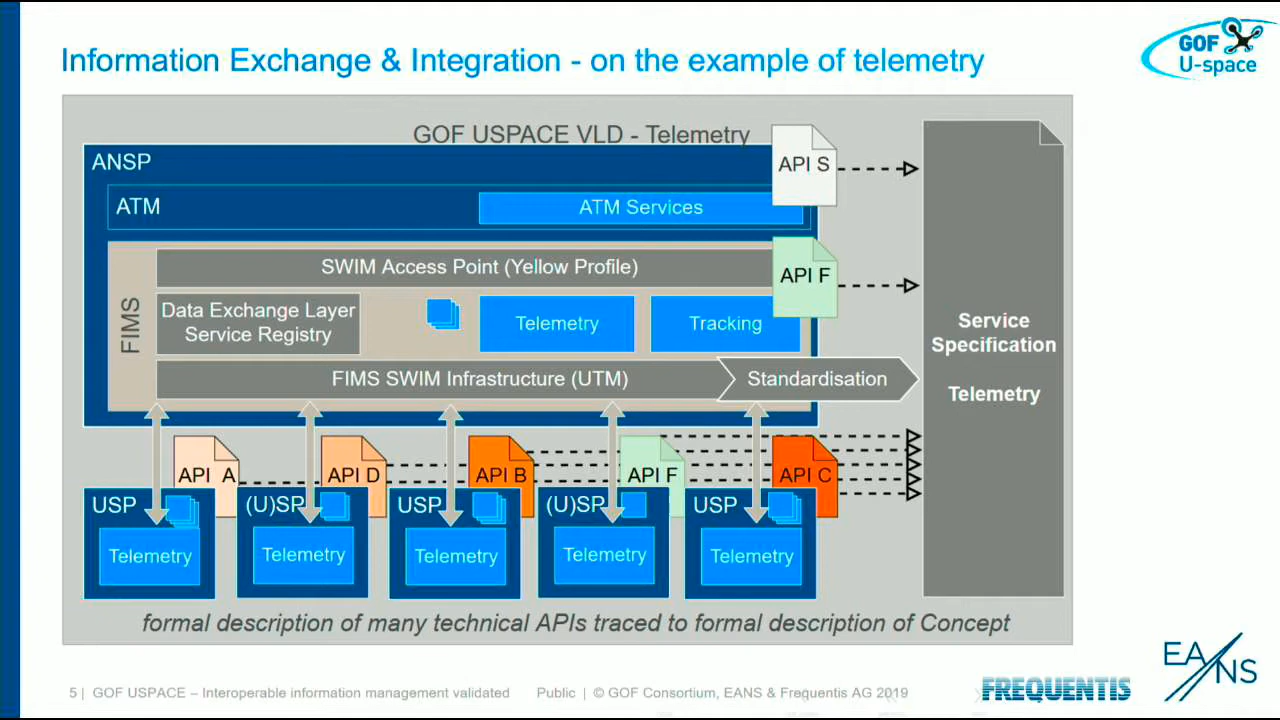 Information Exchange & Integration - on the example of telemetry
GOF
U-space
GOF USPACE VLD - Telemetry
ANSP
API S
ATM
ATM Services
SWIM Access Point (Yellow Profile)
API F
FIMS
Data Exchange Layer
Service Registry
Telemetry
Tracking
Service
Specification
Telemetry
FIMS SWIM Infrastructure (UTM)
Standardisation
API A
API D
API B
API F
API C
USP
(U)SP
USP
(U)SP
USP
Telemetry
Telemetry
Telemetry
Telemetry
Telemetry
formal description of many technical APIs traced to formal description of Concept
5 | GOF USPACE – Interoperable information management validated Public | © GOF Consortium, EANS & Frequentis AG 2019
FREQUENTIS
EANS